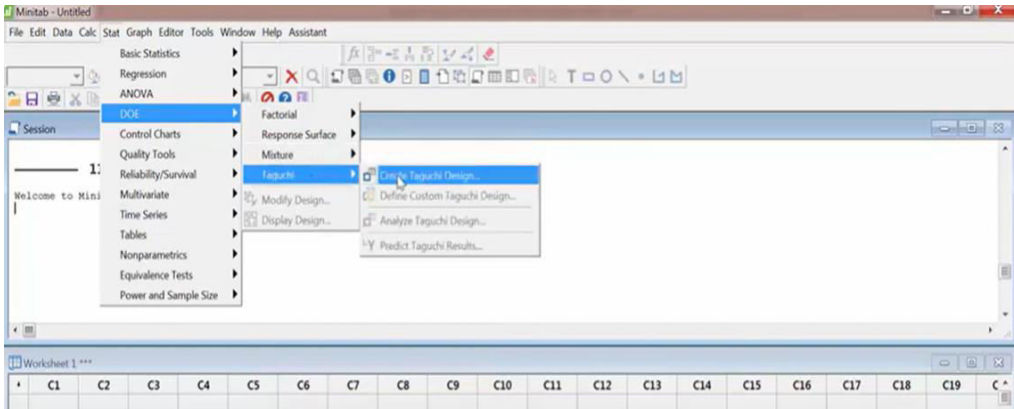 Minitab - Untitled
File Edit Data Calc Stat Graph Editor Tools Window Help Assistant
Basic Statistics
Regression
ANOVA
DOE
Control Charts
Quality Tools
Reliability/Survival
Multivariate
Time Series
Tables
Nonparametrics
Equivalence Tests
Power and Sample Size
Factorial
Response Surface
Mixture
Taguchi
Modify Design...
Display Design...
Create Taguchi Design...
Define Custom Taguchi Design...
Analyze Taguchi Design...
Predict Taguchi Results...
Session
Welcome to Mini
Worksheet 1 ***
C1 C2 C3 C4 C5 C6 C7 C8 C9 C10 C11 C12 C13 C14 C15 C16 C17 C18 C19